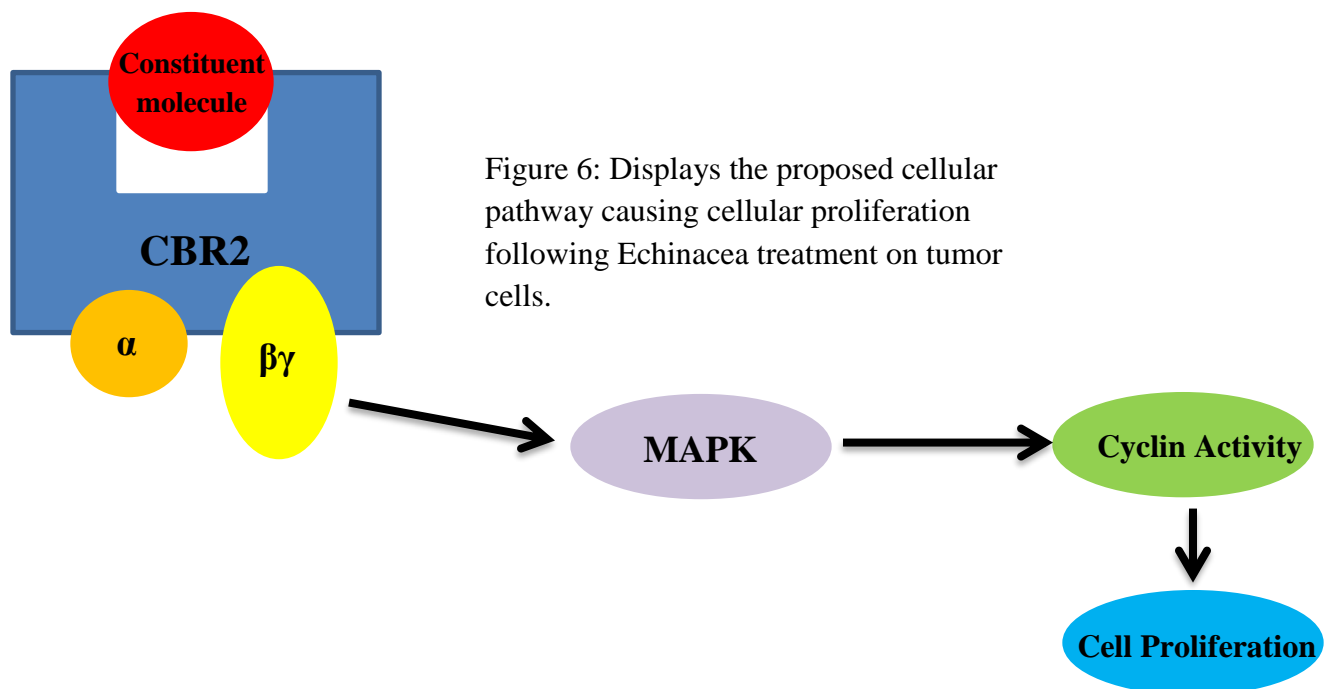 Constituent
molecule
CBR2
α
βγ
Figure 6: Displays the proposed cellular
pathway causing cellular proliferation
following Echinacea treatment on tumor
cells.
MAPK
Cyclin Activity
Cell Proliferation